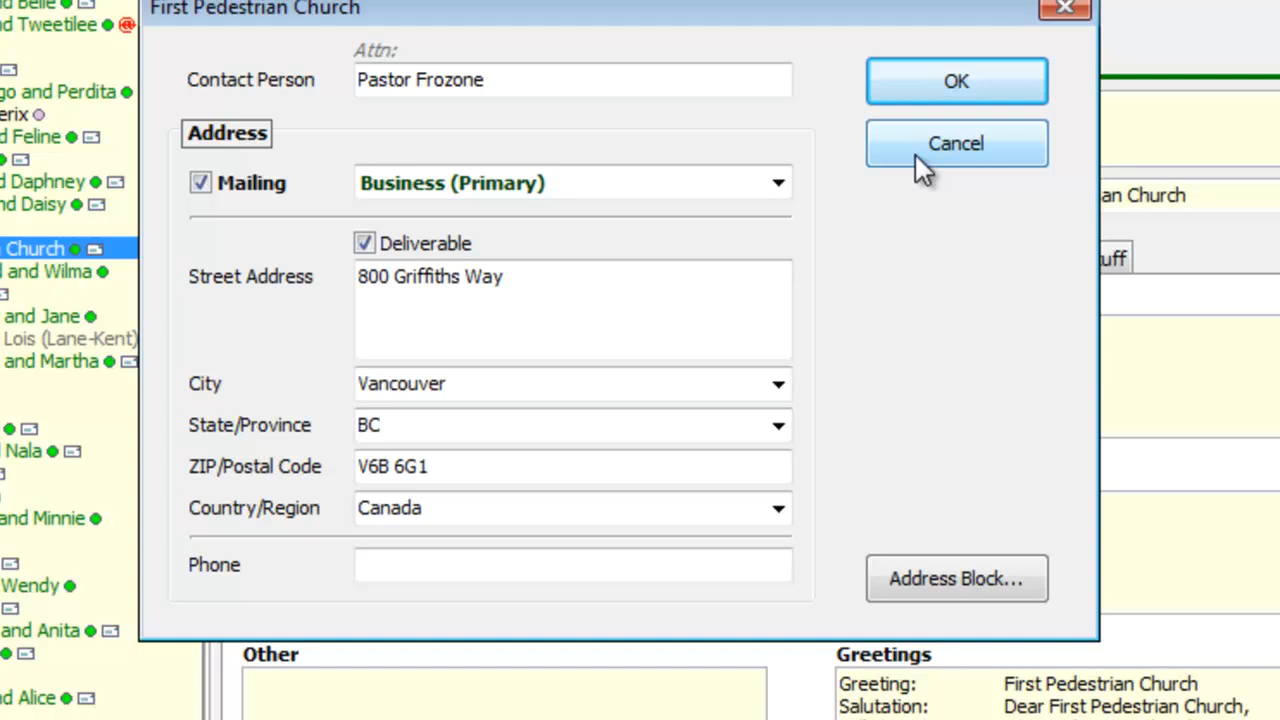 First Pedestrian Church
Attn:
Contact Person
Pastor Frozone
OK
Cancel
Address
Mailing
Business (Primary)
Deliverable
Street Address
800 Griffiths Way
City
Vancouver
State/Province
BC
ZIP/Postal Code
V6B 6G1
Country/Region
Canada
Phone
Address Block...
and Tweetilee
go and Perdita
erix
d Feline
d Daphney
nd Daisy
Church
d and Wilma
and Jane
Lois (Lane-Kent)
and Martha
Nala
and Minnie
Wendy
and Anita
nd Alice
an Church
uff
Other
Greetings
Greeting:
First Pedestrian Church
Salutation:
Dear First Pedestrian Church,